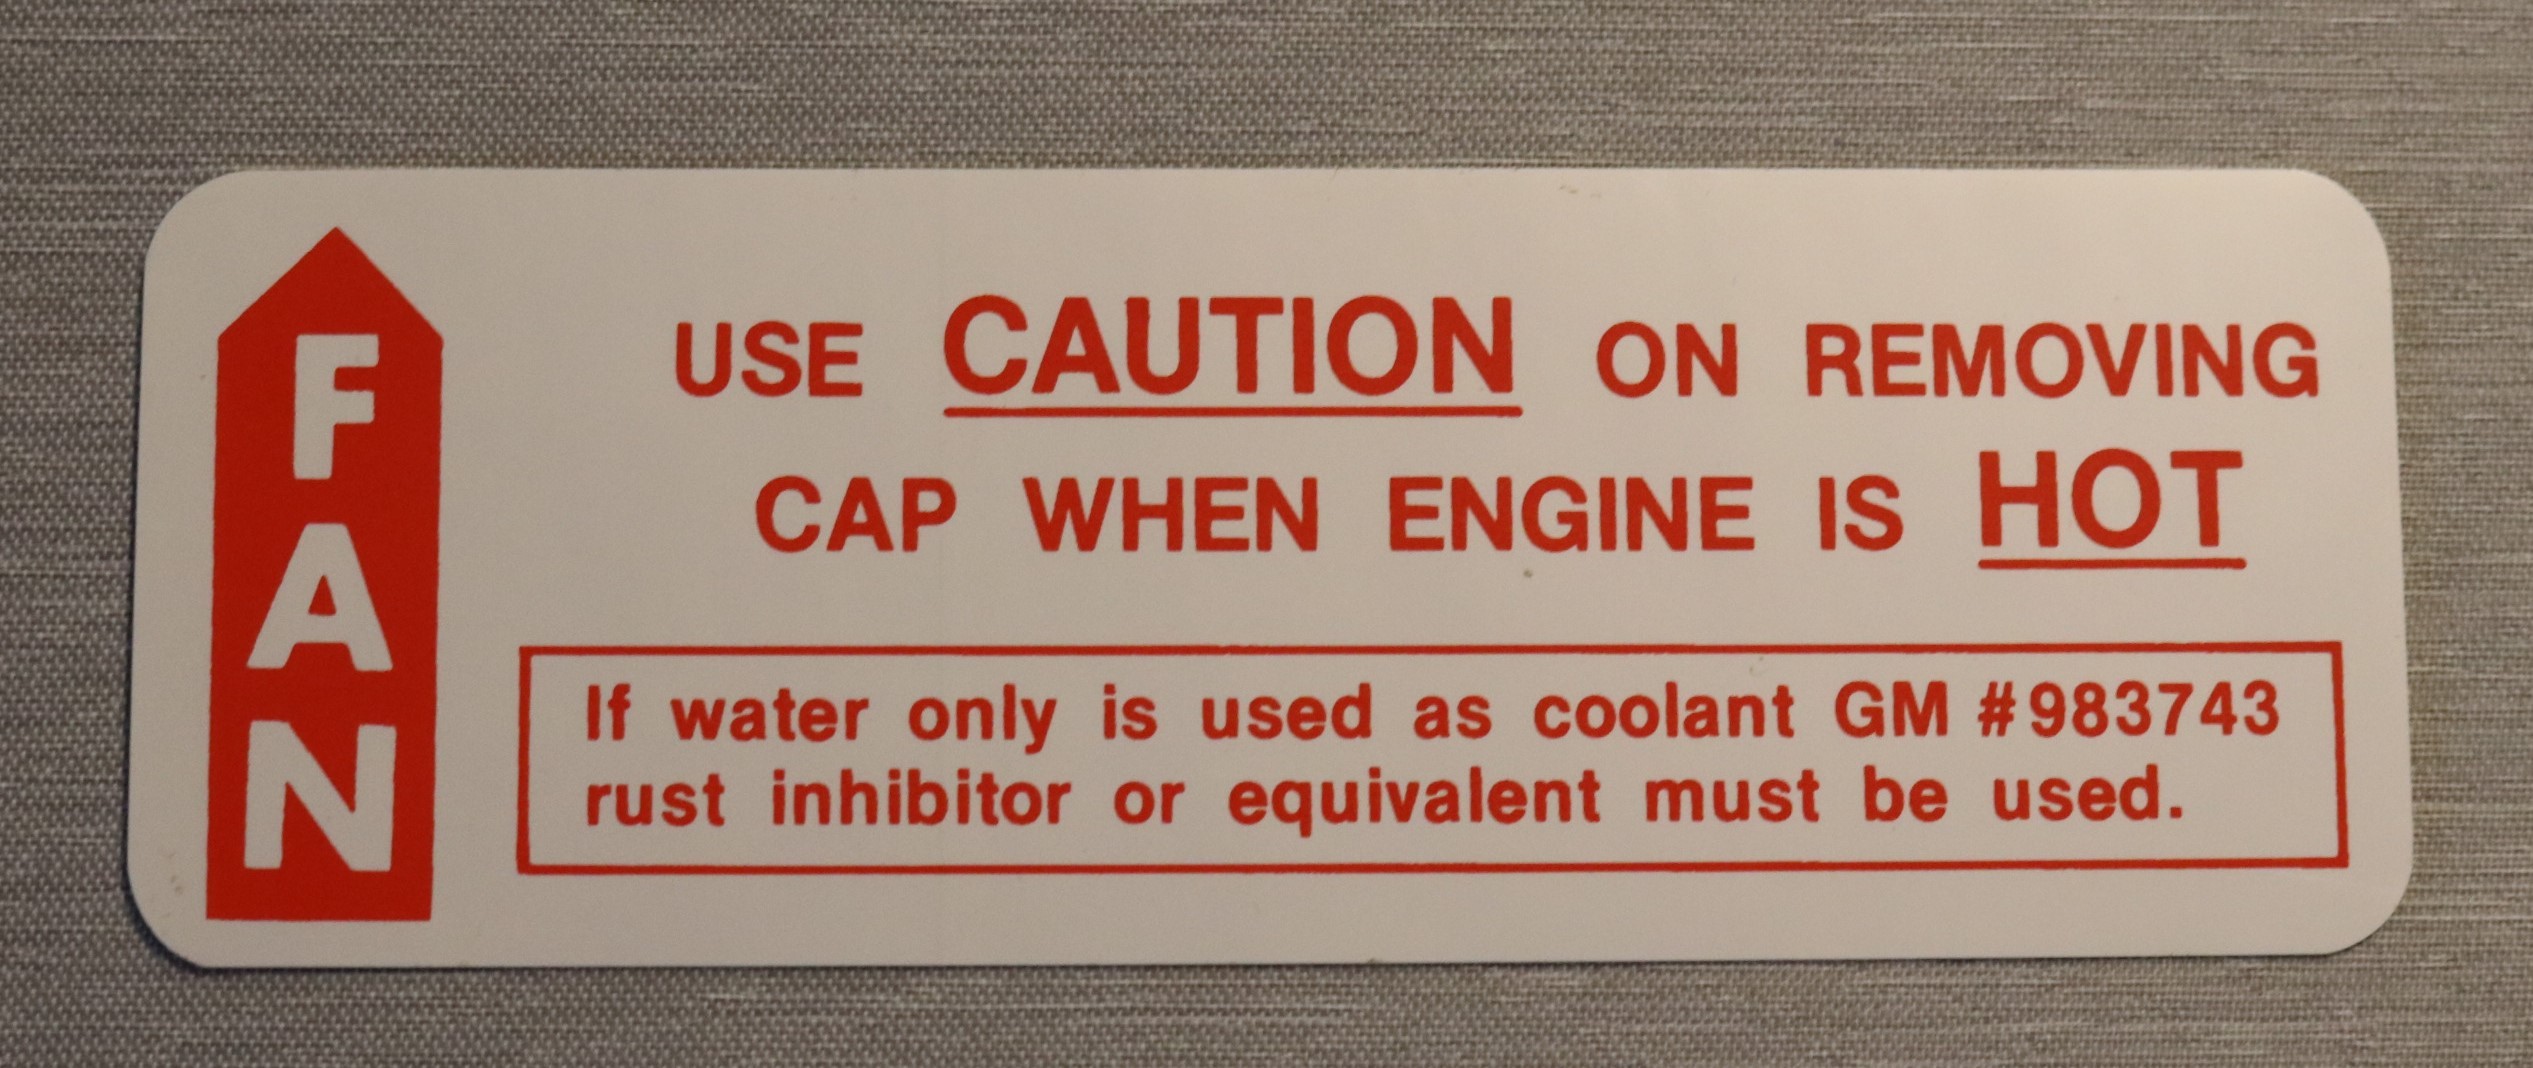 FAN
USE CAUTION ON REMOVING
CAP WHEN ENGINE IS HOT
If water only is used as coolant GM #983743
rust inhibitor or equivalent must be used.